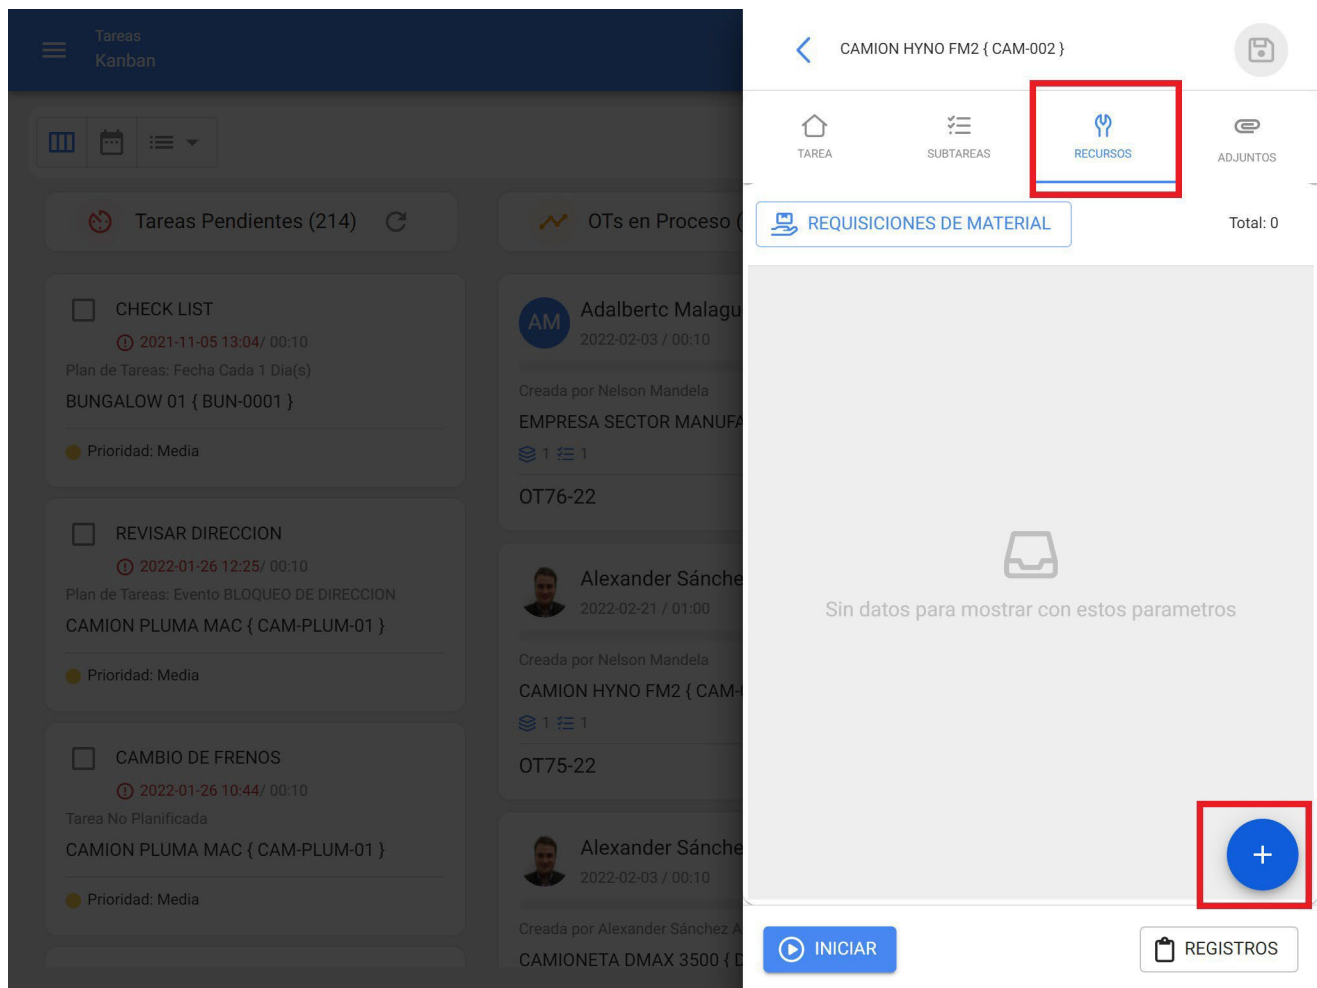 Tareas
Kanban
Tareas Pendientes (214)
CHECK LIST
2021-11-05 13:04/ 00:10
Plan de Tareas: Fecha Cada 1 Dia(s)
BUNGALOW 01 { BUN-0001 }
Prioridad: Media
REVISAR DIRECCION
2022-01-26 12:25/ 00:10
Plan de Tareas: Evento BLOQUEO DE DIRECCION
CAMION PLUMA MAC { CAM-PLUM-01 }
Prioridad: Media
CAMBIO DE FRENOS
2022-01-26 10:44/ 00:10
Tarea No Planificada
CAMION PLUMA MAC { CAM-PLUM-01 }
Prioridad: Media
OTs en Proceso (
AM
Adalbertc Malagu
2022-02-03 / 00:10
Creada por Nelson Mandela
EMPRESA SECTOR MANUFA
1 1
OT76-22
Alexander Sánche
2022-02-21 / 01:00
Creada por Nelson Mandela
CAMION HYNO FM2 { CAM-
1 1
OT75-22
Alexander Sánche
2022-02-03 / 00:10
Creada por Alexander Sánchez A
CAMIONETA DMAX 3500 { D
CAMION HYNO FM2 { CAM-002 }
TAREA SUBTAREAS RECURSOS ADJUNTOS
REQUISICIONES DE MATERIAL
Total: 0
Sin datos para mostrar con estos parametros
+
INICIAR
REGISTROS